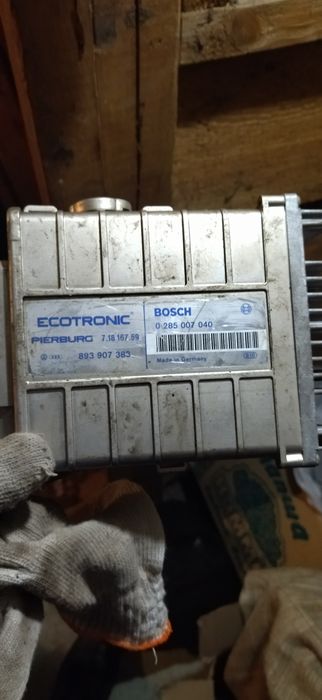 ECOTRONIC®
PIERBURG 7.18 167.59
893 907 383
BOSCH
0 285 007 040
Made in Germany